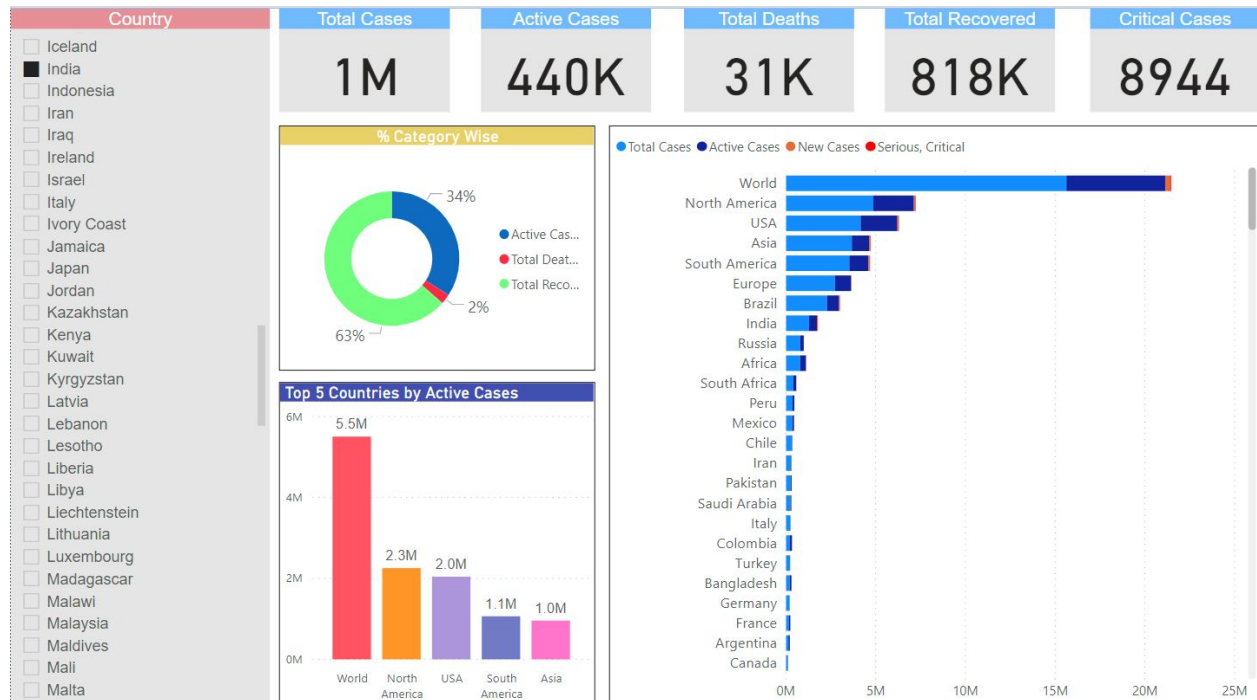 Country
Iceland
India
Indonesia
Iran
Iraq
Ireland
Israel
Italy
Ivory Coast
Jamaica
Japan
Jordan
Kazakhstan
Kenya
Kuwait
Kyrgyzstan
Latvia
Lebanon
Lesotho
Liberia
Libya
Liechtenstein
Lithuania
Luxembourg
Madagascar
Malawi
Malaysia
Maldives
Mali
Malta
Total Cases
1M
Active Cases
440K
Total Deaths
31K
Total Recovered
818K
Critical Cases
8944
% Category Wise
34%
2%
63%
Active Cas...
Total Deat...
Total Reco...
Top 5 Countries by Active Cases
6M
4M
2M
0M
5.5M
2.3M
2.0M
1.1M
1.0M
World
North America
USA
South America
Asia
Total Cases Active Cases New Cases Serious, Critical
World
North America
USA
Asia
South America
Europe
Brazil
India
Russia
Africa
South Africa
Peru
Mexico
Chile
Iran
Pakistan
Saudi Arabia
Italy
Colombia
Turkey
Bangladesh
Germany
France
Argentina
Canada
0M 5M 10M 15M 20M 25M